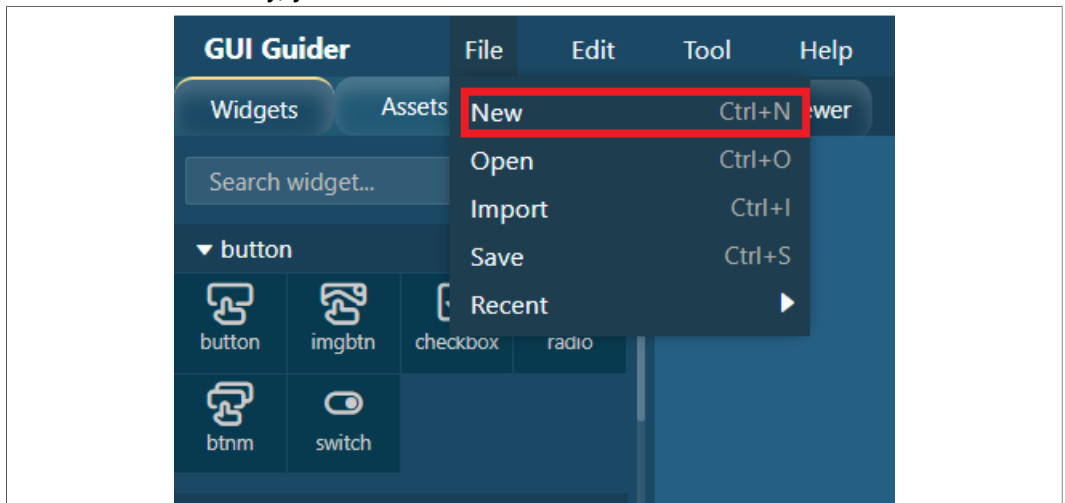 GUI Guider File Edit Tool Help
Widgets Assets ewer
New Ctrl+N
Search widget...
Open Ctrl+O
Import Ctrl+I
▼ button
Save Ctrl+S
Recent
button imgbtn checkbox radio
btnm switch